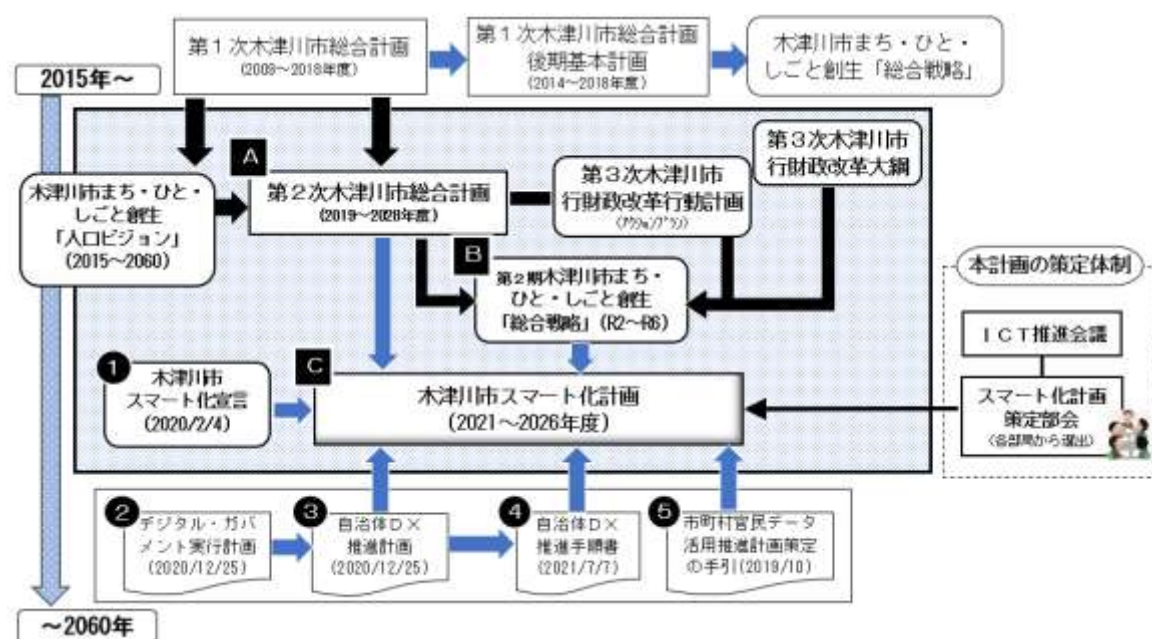 第1次木津川市総合計画
(2009～2018年度)
第1次木津川市総合計画
後期基本計画
(2014～2018年度)
木津川市まち・ひと・
しごと創生「総合戦略」
2015年～
A
第2次木津川市総合計画
(2019～2028年度)
木津川市まち・ひと・
しごと創生
「人口ビジョン」
(2015～2060)
第3次木津川市
行財政改革行動計画
(アクションプラン)
第3次木津川市
行財政改革大綱
B
第2期木津川市まち・
ひと・しごと創生
「総合戦略」(R2～R6)
本計画の策定体制
ICT推進会議
スマート化計画
策定部会
(各部局から選出)
1
木津川市
スマート化宣言
(2020/2/4)
C
木津川市スマート化計画
(2021～2026年度)
2
デジタル・ガバ
メント実行計画
(2020/12/25)
3
自治体DX
推進計画
(2020/12/25)
4
自治体DX
推進手順書
(2021/7/7)
5
市町村官民データ
活用推進計画策定
の手引(2019/10)
～2060年